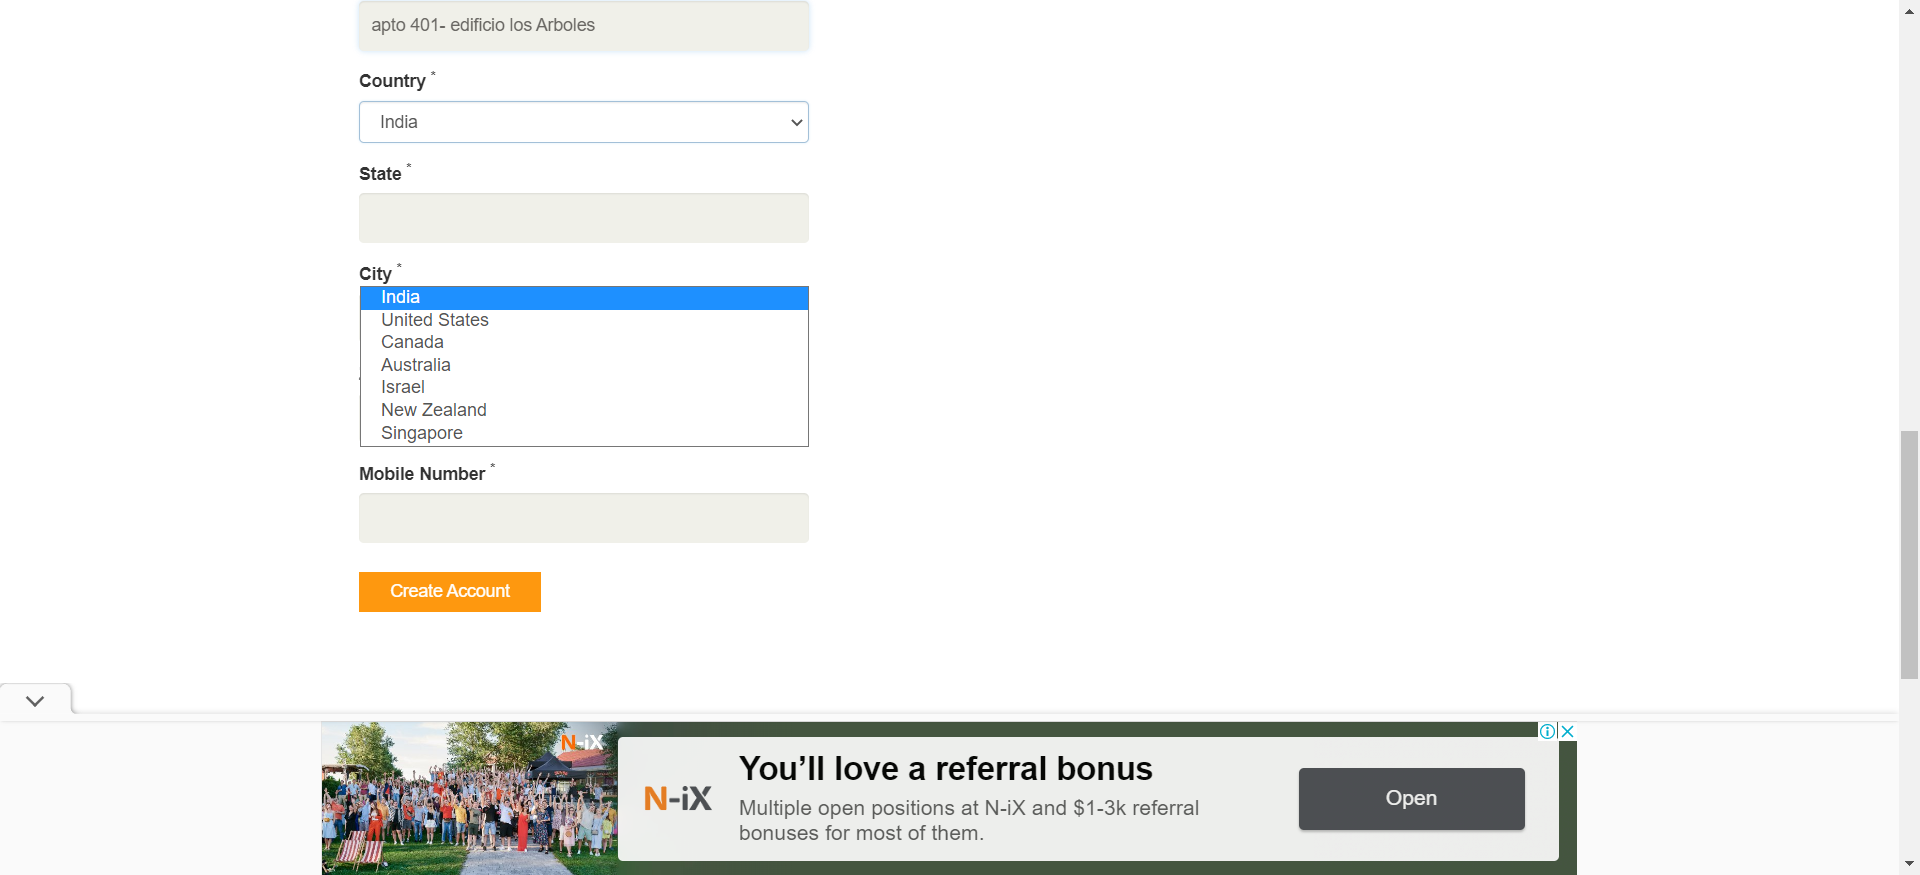 apto 401- edificio los Arboles
Country *
India
State *
City *
India
United States
Canada
Australia
Israel
New Zealand
Singapore
Mobile Number *
Create Account
N-iX
You’ll love a referral bonus
N-iX
Multiple open positions at N-iX and $1-3k referral
bonuses for most of them.
Open